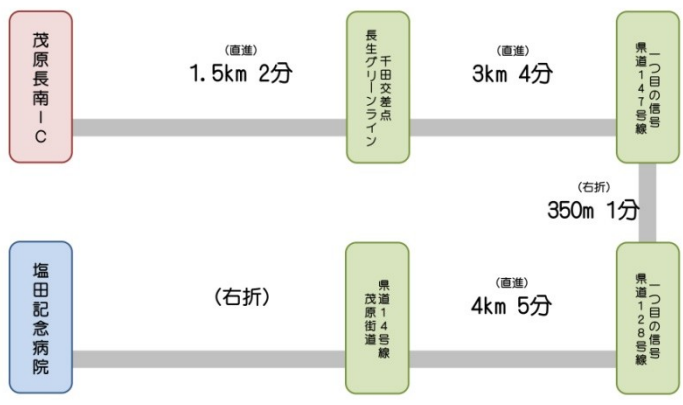 茂原長南IC
（直進）
1.5km 2分
千田交差点
長生グリーンライン
（直進）
3km 4分
一つ目の信号
県道147号線
（右折）
350m 1分
一つ目の信号
県道128号線
（直進）
4km 5分
県道14号線
茂原街道
（右折）
塩田記念病院